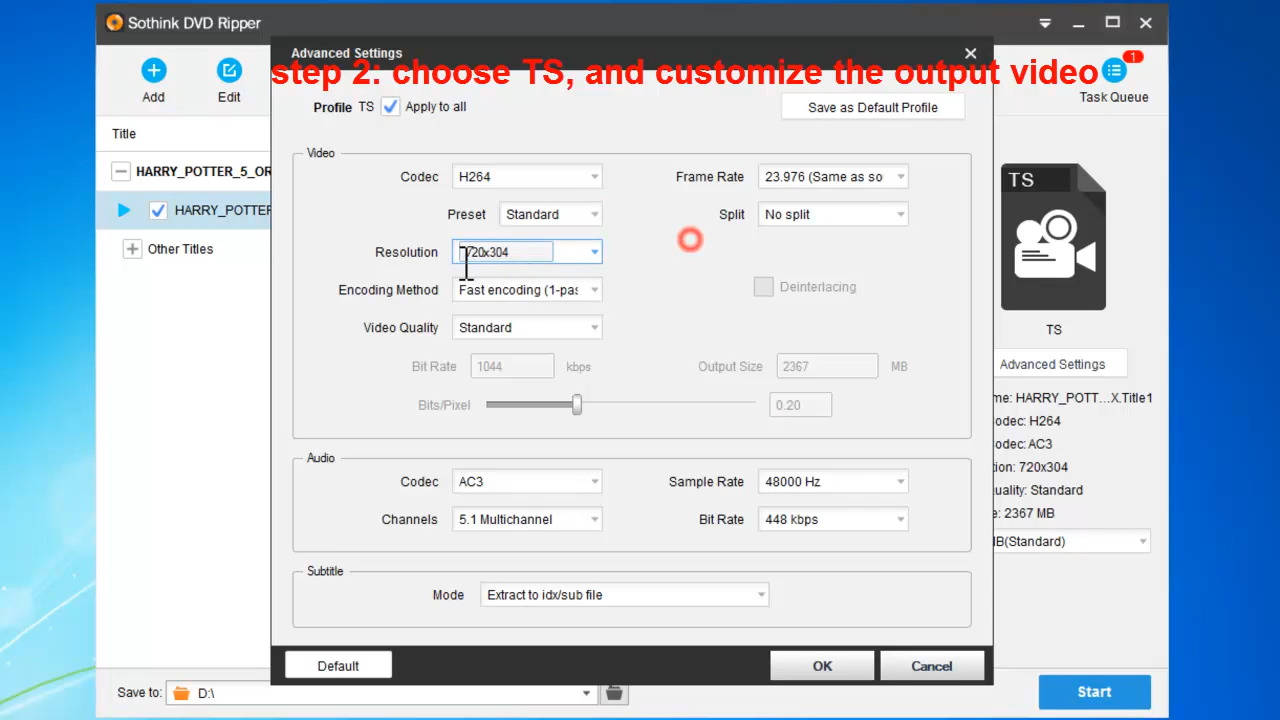 Sothink DVD Ripper
Advanced Settings
step 2: choose TS, and customize the output video
Add
Edit
1
Task Queue
Profile TS Apply to all
Save as Default Profile
Title
HARRY_POTTER_5_OR
HARRY_POTTER
Other Titles
Video
Codec H264
Frame Rate 23.976 (Same as so
Preset Standard
Split No split
Resolution 720x304
Encoding Method Fast encoding (1-pas
Deinterlacing
Video Quality Standard
Bit Rate 1044 kbps
Output Size 2367 MB
Bits/Pixel 0.20
Audio
Codec AC3
Sample Rate 48000 Hz
Channels 5.1 Multichannel
Bit Rate 448 kbps
Subtitle
Mode Extract to idx/sub file
Default
OK
Cancel
TS
TS
Advanced Settings
me: HARRY_POTT...X.Title1
odec: H264
odec: AC3
tion: 720x304
uality: Standard
e: 2367 MB
IB(Standard)
Save to: D:\
Start